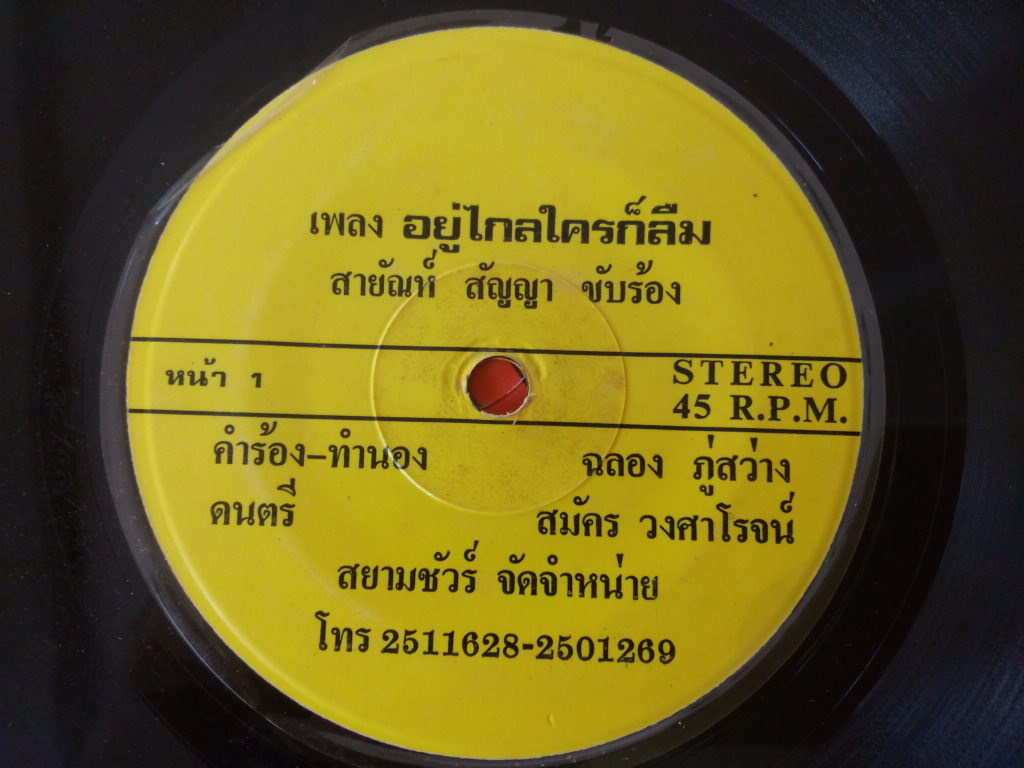 เพลง อยู่ไกลใครก็ลืม
สายัณห์ สัญญา ขับร้อง
หน้า 1
STEREO
45 R.P.M.
คำร้อง-ทำนอง ฉลอง ภู่สว่าง
ดนตรี สมัคร วงศาโรจน์
สยามชัวร์ จัดจำหน่าย
โทร 2511628-2501269